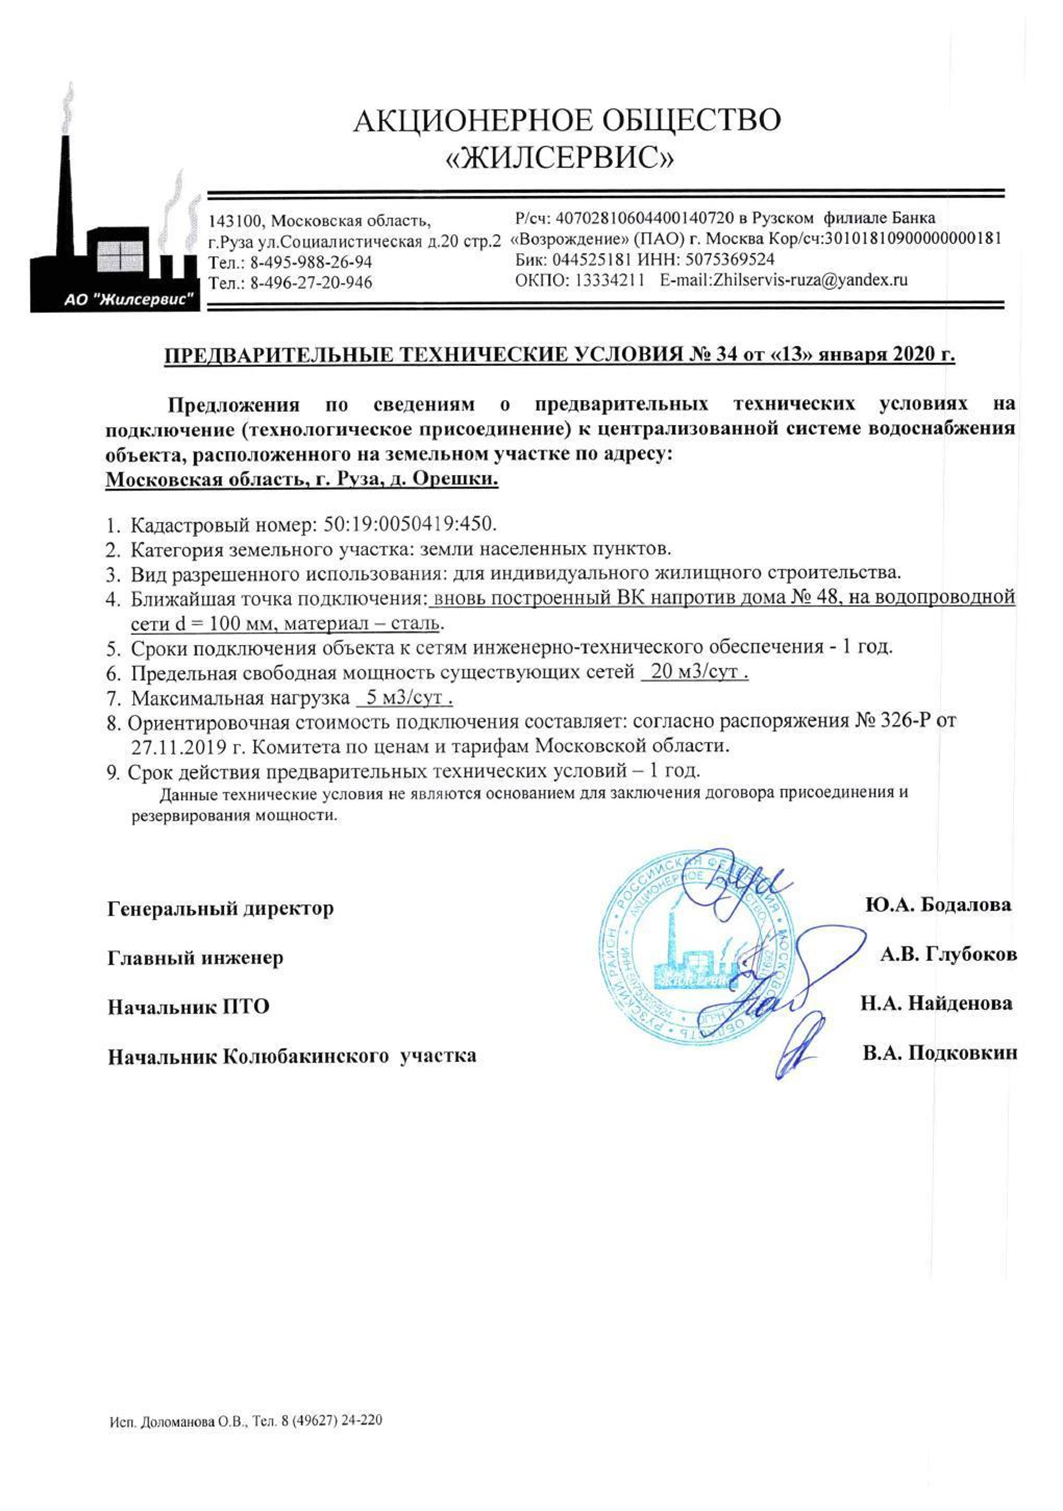 АКЦИОНЕРНОЕ ОБЩЕСТВО
«ЖИЛСЕРВИС»
АО "Жилсервис"
143100, Московская область,
г.Руза ул.Социалистическая д.20 стр.2
Тел.: 8-495-988-26-94
Тел.: 8-496-27-20-946
Р/сч: 40702810604400140720 в Рузском филиале Банка
«Возрождение» (ПАО) г. Москва Кор/сч:30101810900000000181
Бик: 044525181 ИНН: 5075369524
ОКПО: 13334211 E-mail:Zhilservis-ruza@yandex.ru
ПРЕДВАРИТЕЛЬНЫЕ ТЕХНИЧЕСКИЕ УСЛОВИЯ № 34 от «13» января 2020 г.
Предложения по сведениям о предварительных технических условиях на
подключение (технологическое присоединение) к централизованной системе водоснабжения
объекта, расположенного на земельном участке по адресу:
Московская область, г. Руза, д. Орешки.
1. Кадастровый номер: 50:19:0050419:450.
2. Категория земельного участка: земли населенных пунктов.
3. Вид разрешенного использования: для индивидуального жилищного строительства.
4. Ближайшая точка подключения: вновь построенный ВК напротив дома № 48, на водопроводной
сети d = 100 мм, материал – сталь.
5. Сроки подключения объекта к сетям инженерно-технического обеспечения - 1 год.
6. Предельная свободная мощность существующих сетей 20 м3/сут .
7. Максимальная нагрузка 5 м3/сут .
8. Ориентировочная стоимость подключения составляет: согласно распоряжения № 326-Р от
27.11.2019 г. Комитета по ценам и тарифам Московской области.
9. Срок действия предварительных технических условий – 1 год.
Данные технические условия не являются основанием для заключения договора присоединения и
резервирования мощности.
Генеральный директор Ю.А. Бодалова
Главный инженер А.В. Глубоков
Начальник ПТО Н.А. Найденова
Начальник Колюбакинского участка В.А. Подковкин
РОССИЙСКАЯ ФЕДЕРАЦИЯ • МОСКОВСКАЯ ОБЛАСТЬ • РУЗСКИЙ РАЙОН
АКЦИОНЕРНОЕ ОБЩЕСТВО
Жилсервис
Исп. Доломанова О.В., Тел. 8 (49627) 24-220